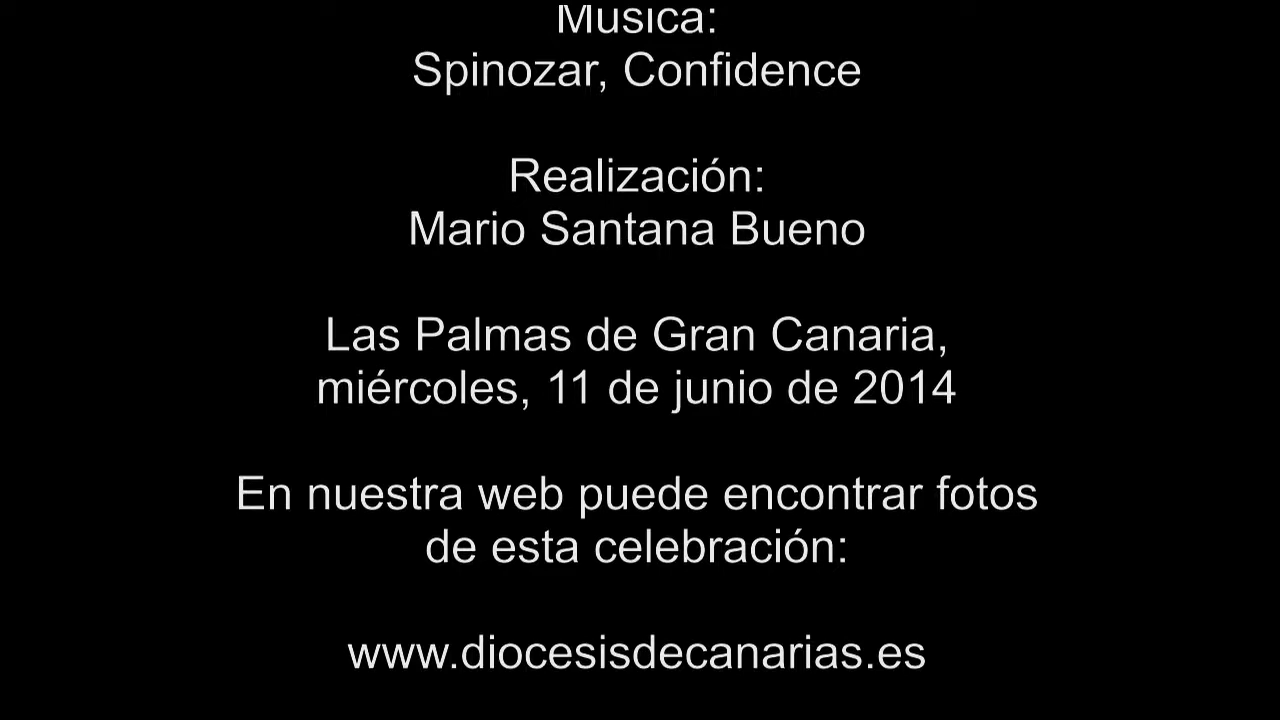 Música:
Spinozar, Confidence
Realización:
Mario Santana Bueno
Las Palmas de Gran Canaria,
miércoles, 11 de junio de 2014
En nuestra web puede encontrar fotos
de esta celebración:
www.diocesisdecanarias.es